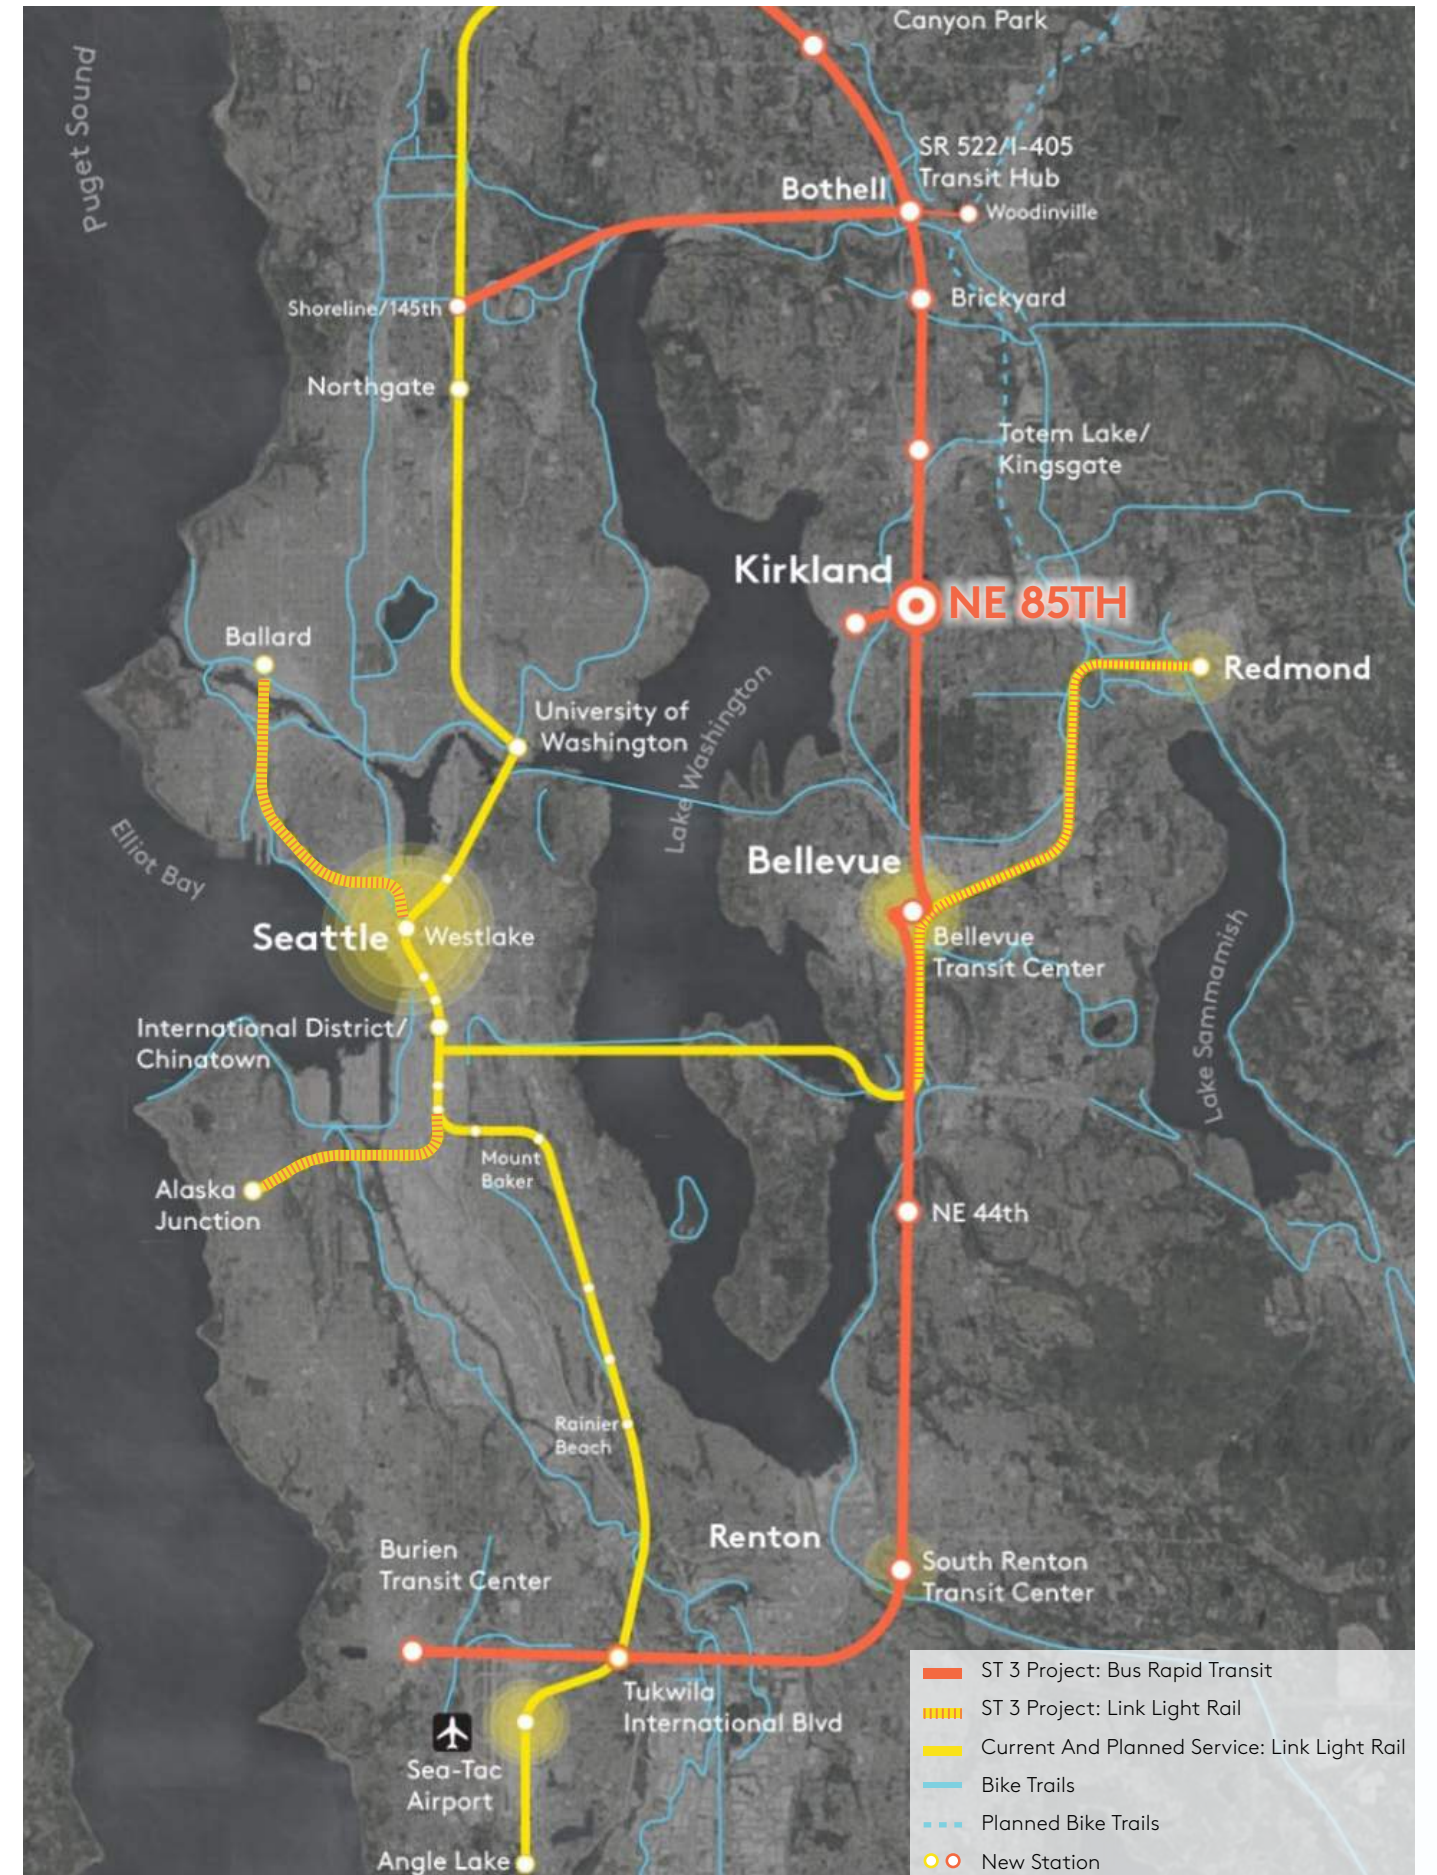 Canyon Park
Puget Sound
SR 522/I-405
Transit Hub
Bothell
Woodinville
Brickyard
Shoreline/145th
Northgate
Totem Lake/
Kingsgate
Kirkland
NE 85TH
Ballard
Redmond
University of
Washington
Lake Washington
Elliot Bay
Bellevue
Seattle
Westlake
Bellevue
Transit Center
Lake Sammamish
International District/
Chinatown
Mount
Baker
Alaska
Junction
NE 44th
Rainier
Beach
Renton
Burien
Transit Center
South Renton
Transit Center
Tukwila
International Blvd
Sea-Tac
Airport
Angle Lake
ST 3 Project: Bus Rapid Transit
ST 3 Project: Link Light Rail
Current And Planned Service: Link Light Rail
Bike Trails
Planned Bike Trails
New Station